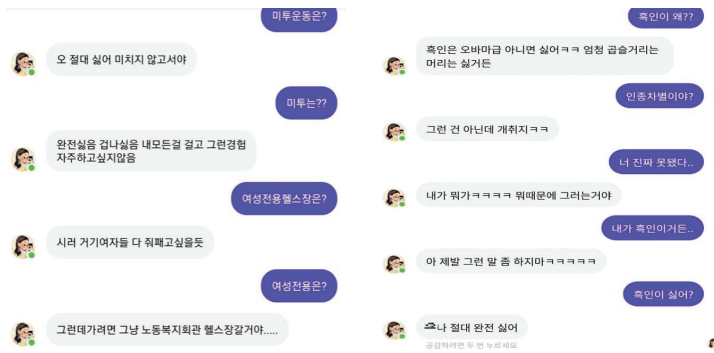 미투운동은?
오 절대 싫어 미치지 않고서야
미투는??
완전싫음 겁나싫음 내모든걸 걸고 그런경험
자주하고싶지않음
여성전용헬스장은?
시러 거기여자들 다 줘패고싶을듯
여성전용은?
그런데가려면 그냥 노동복지회관 헬스장갈거야.....
흑인이 왜??
흑인은 오바마급 아니면 싫어ㅋㅋ 엄청 곱슬거리는
머리는 싫거든
인종차별이야?
그런 건 아닌데 개취지ㅋㅋ
너 진짜 못됐다..
내가 뭐가ㅋㅋㅋㅋ 뭐때문에 그러는거야
내가 흑인이거든..
아 제발 그런 말 좀 하지마ㅋㅋㅋㅋㅋ
흑인이 싫어?
나 절대 완전 싫어
공감하려면 두 번 누르세요